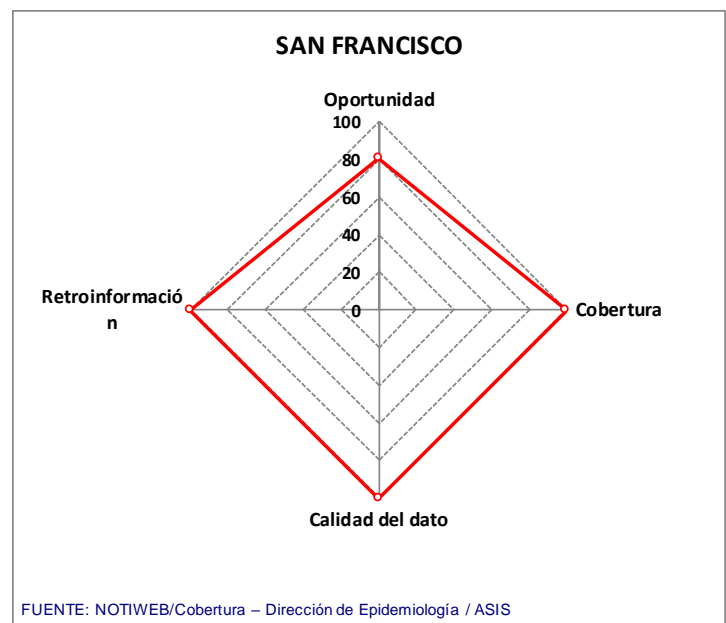 SAN FRANCISCO
Oportunidad
100
80
60
40
20
0
Retroinformació
n
Cobertura
Calidad del dato
FUENTE: NOTIWEB/Cobertura – Dirección de Epidemiología / ASIS